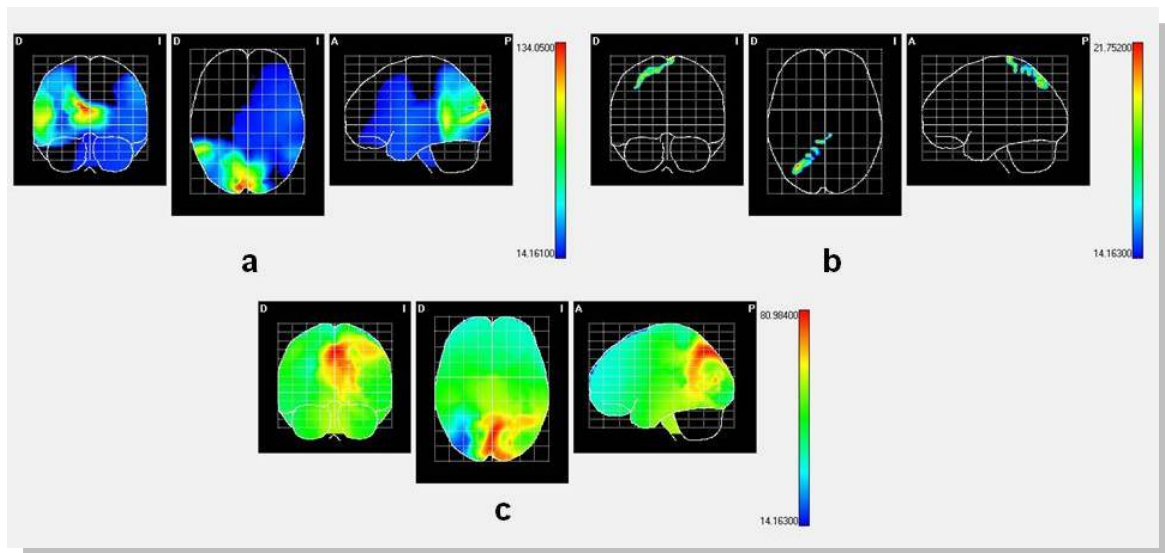 D I D I A P 134.0500
14.16100
a
D I D I A P 21.75200
14.16300
b
D I D I A P 80.98400
14.16300
c